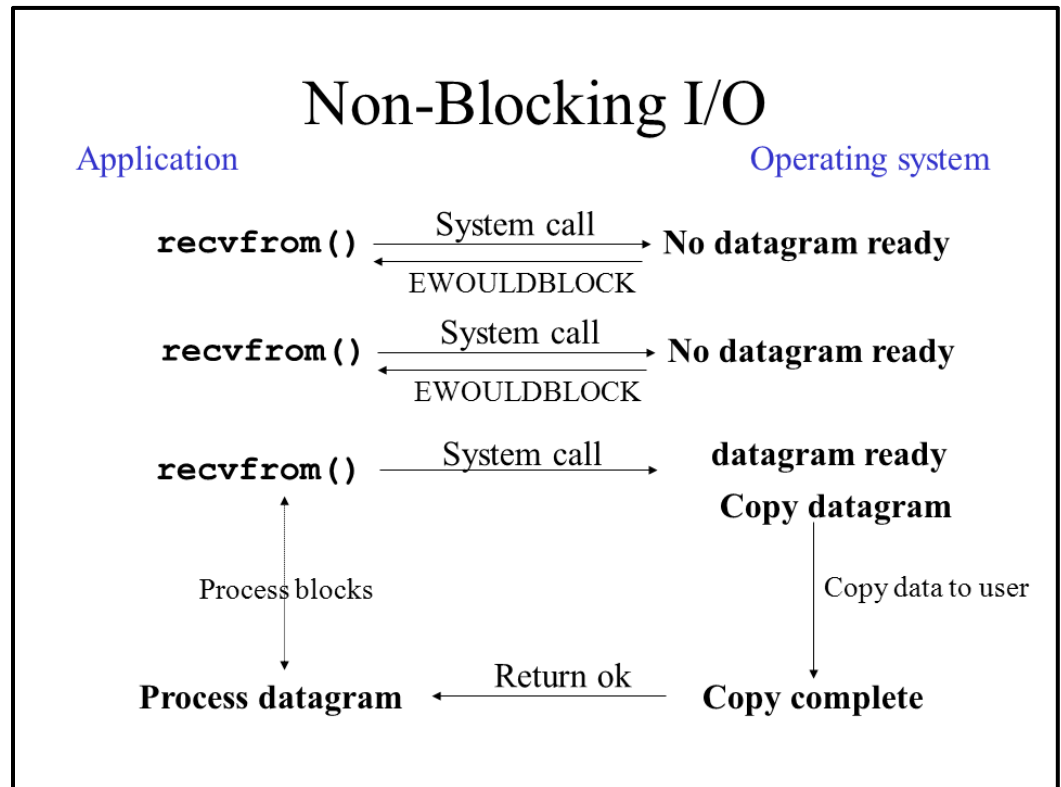 Non-Blocking I/O
Application
Operating system
recvfrom()
System call
No datagram ready
EWOULDBLOCK
recvfrom()
System call
No datagram ready
EWOULDBLOCK
recvfrom()
System call
datagram ready
Copy datagram
Process blocks
Copy data to user
Process datagram
Return ok
Copy complete